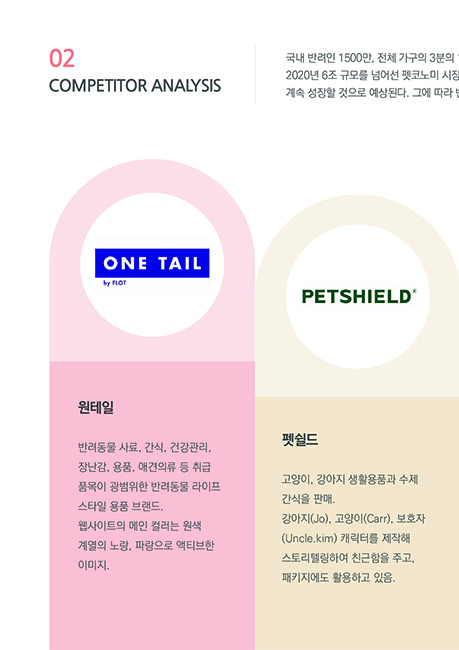 02
COMPETITOR ANALYSIS
국내 반려인 1500만, 전체 가구의 3분의
2020년 6조 규모를 넘어선 펫코노미 시장
계속 성장할 것으로 예상된다. 그에 따라
ONE TAIL
by FLOT
원테일
반려동물 사료, 간식, 건강관리,
장난감, 용품, 애견의류 등 취급
품목이 광범위한 반려동물 라이프
스타일 용품 브랜드.
웹사이트의 메인 컬러는 원색
계열의 노랑, 파랑으로 액티브한
이미지.
PETSHIELD®
펫쉴드
고양이, 강아지 생활용품과 수제
간식을 판매.
강아지(Jo), 고양이(Carr), 보호자
(Uncle.kim) 캐릭터를 제작해
스토리텔링하여 친근함을 주고,
패키지에도 활용하고 있음.